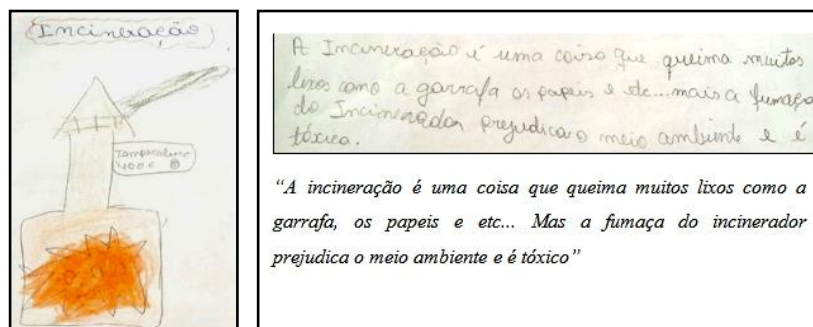 Incineração
Temperatura
400 c
A Incineração é uma coisa que queima muitos
lixos como a garrafa os papeis e etc... mais a fumaça
do Incinerador prejudica o meio ambiente e é
tóxica.
“A incineração é uma coisa que queima muitos lixos como a
garrafa, os papeis e etc... Mas a fumaça do incinerador
prejudica o meio ambiente e é tóxico”